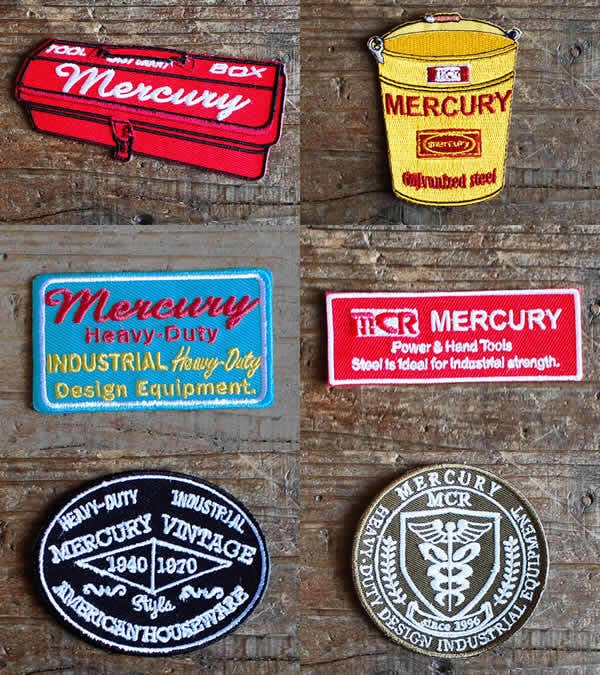 TOOL BOX
Mercury
MCR
MERCURY
mercury
Galvanized steel
Mercury
Heavy-Duty
INDUSTRIAL Heavy-Duty
Design Equipment.
MCR MERCURY
Power & Hand Tools
Steel is ideal for industrial strength.
HEAVY-DUTY INDUSTRIAL
MERCURY VINTAGE
1940 1970
Style
AMERICAN HOUSEWARE
MERCURY
MCR
HEAVY-DUTY DESIGN INDUSTRIAL EQUIPMENT
since 1996